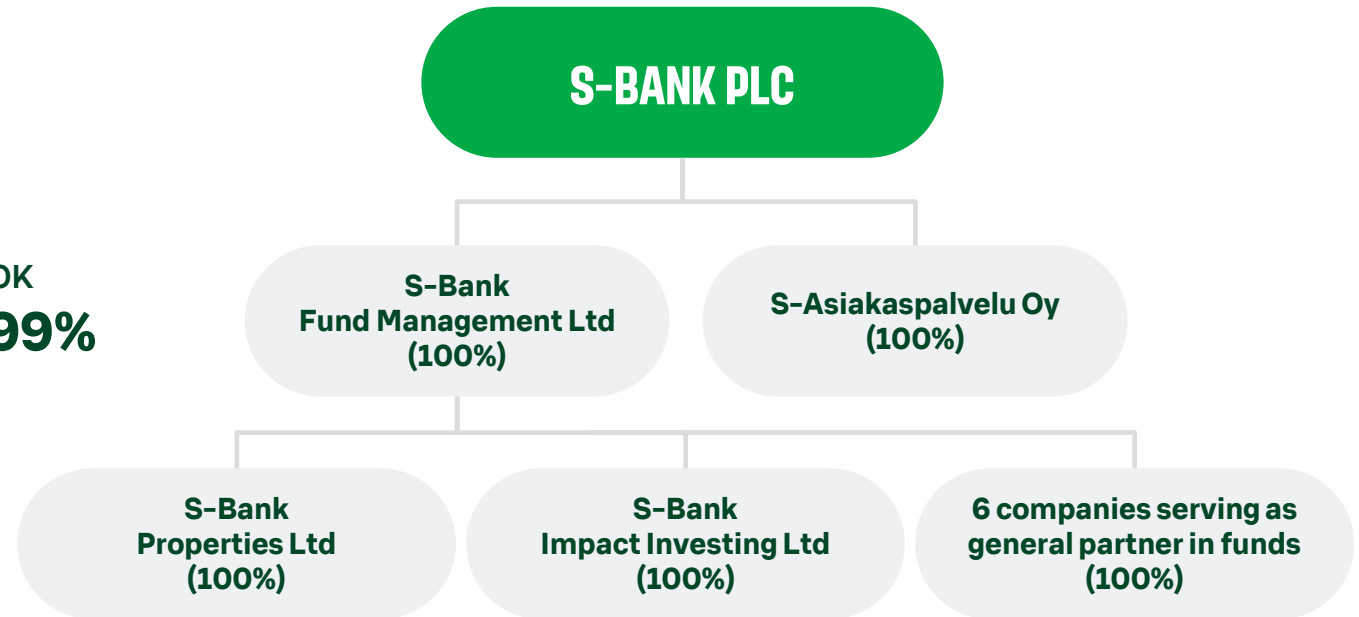 S-BANK PLC
99%
S-Bank
Fund Management Ltd
(100%)
S-Asiakaspalvelu Oy
(100%)
S-Bank
Properties Ltd
(100%)
S-Bank
Impact Investing Ltd
(100%)
6 companies serving as
general partner in funds
(100%)